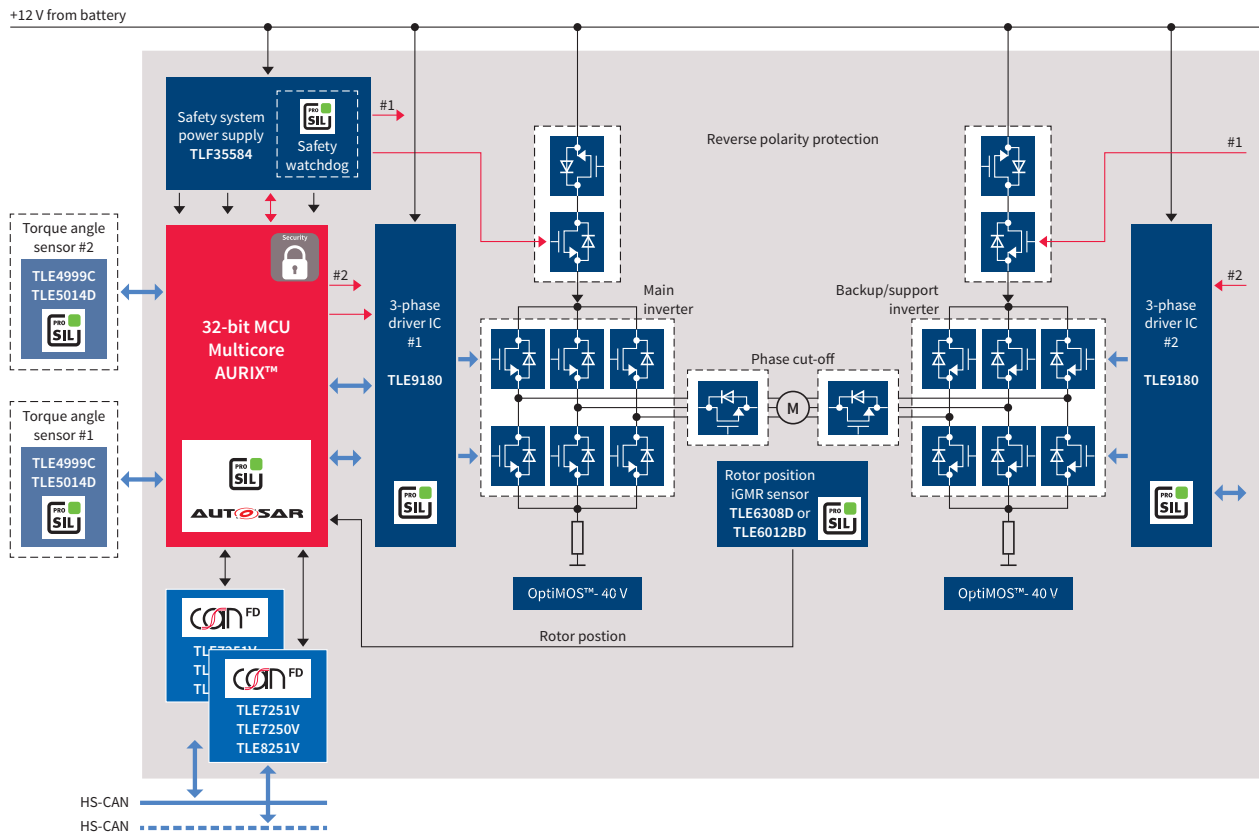 +12 V from battery
Safety system
power supply
TLF35584
PRO
SIL
Safety
watchdog
#1
Reverse polarity protection
#1
Torque angle
sensor #2
TLE4999C
TLE5014D
PRO
SIL
Security
32-bit MCU
Multicore
AURIX™
#2
3-phase
driver IC
#1
TLE9180
PRO
SIL
Main
inverter
Backup/support
inverter
Phase cut-off
M
#2
3-phase
driver IC
#2
TLE9180
PRO
SIL
Torque angle
sensor #1
TLE4999C
TLE5014D
PRO
SIL
PRO
SIL
AUTOSAR
Rotor position
iGMR sensor
TLE6308D or
TLE6012BD
PRO
SIL
OptiMOS™- 40 V
OptiMOS™- 40 V
Rotor postion
CAN FD
TLE7251V
CAN FD
TLE7251V
TLE7250V
TLE8251V
HS-CAN
HS-CAN